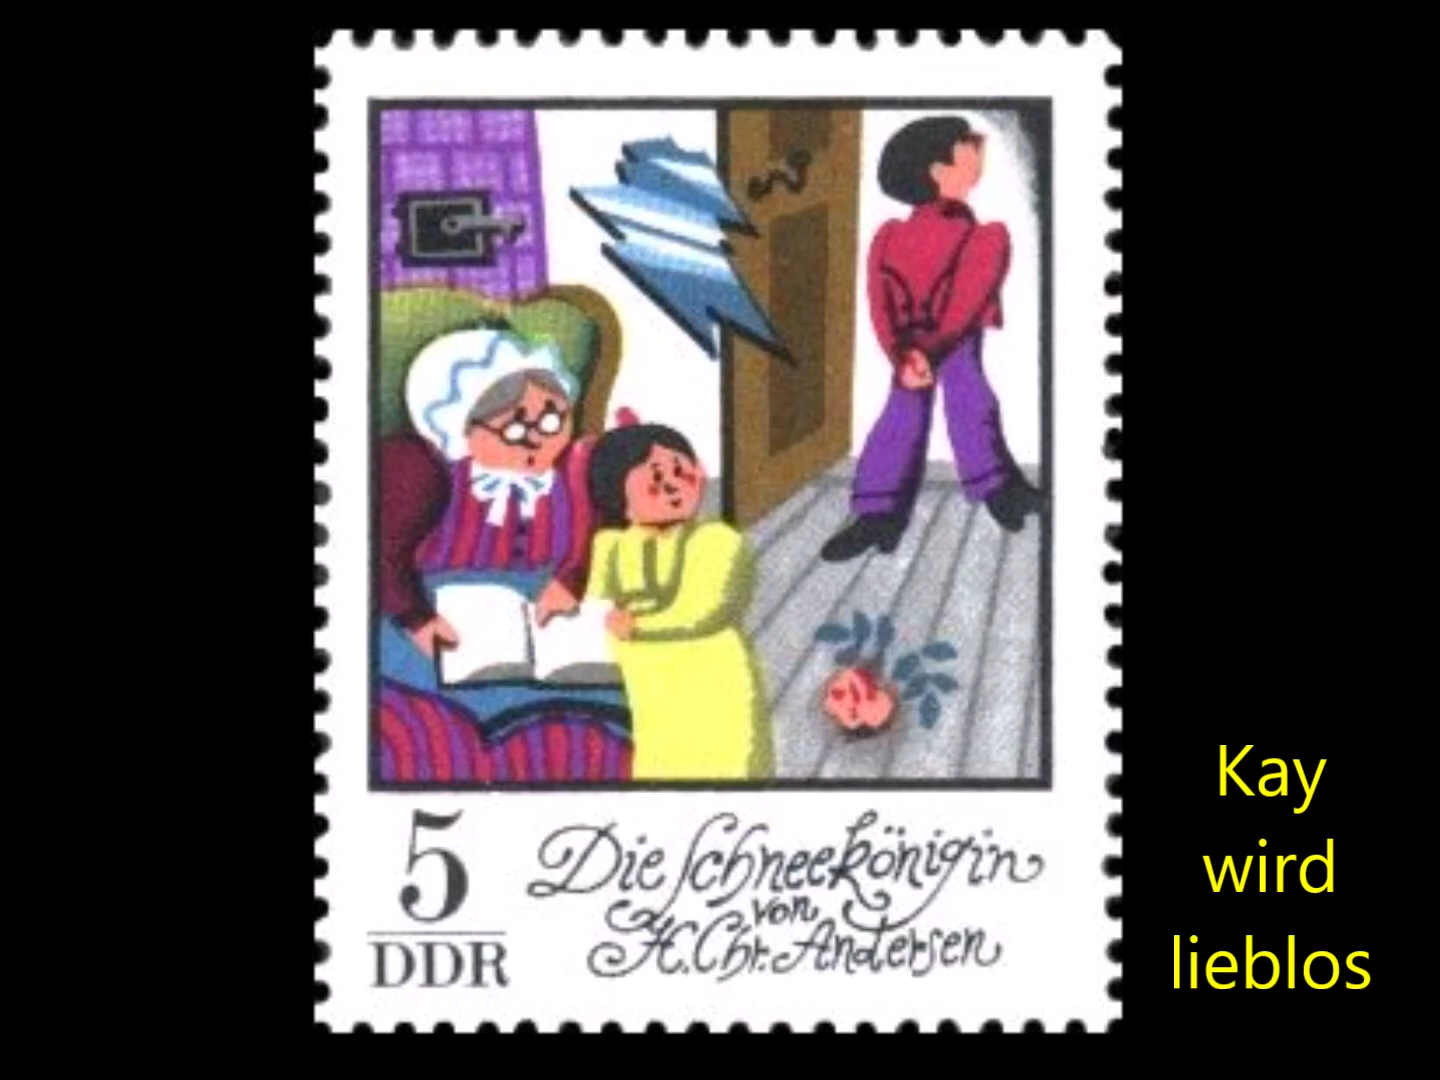 5
DDR
Die Schneekönigin
von
H. Chr. Andersen
Kay
wird
lieblos